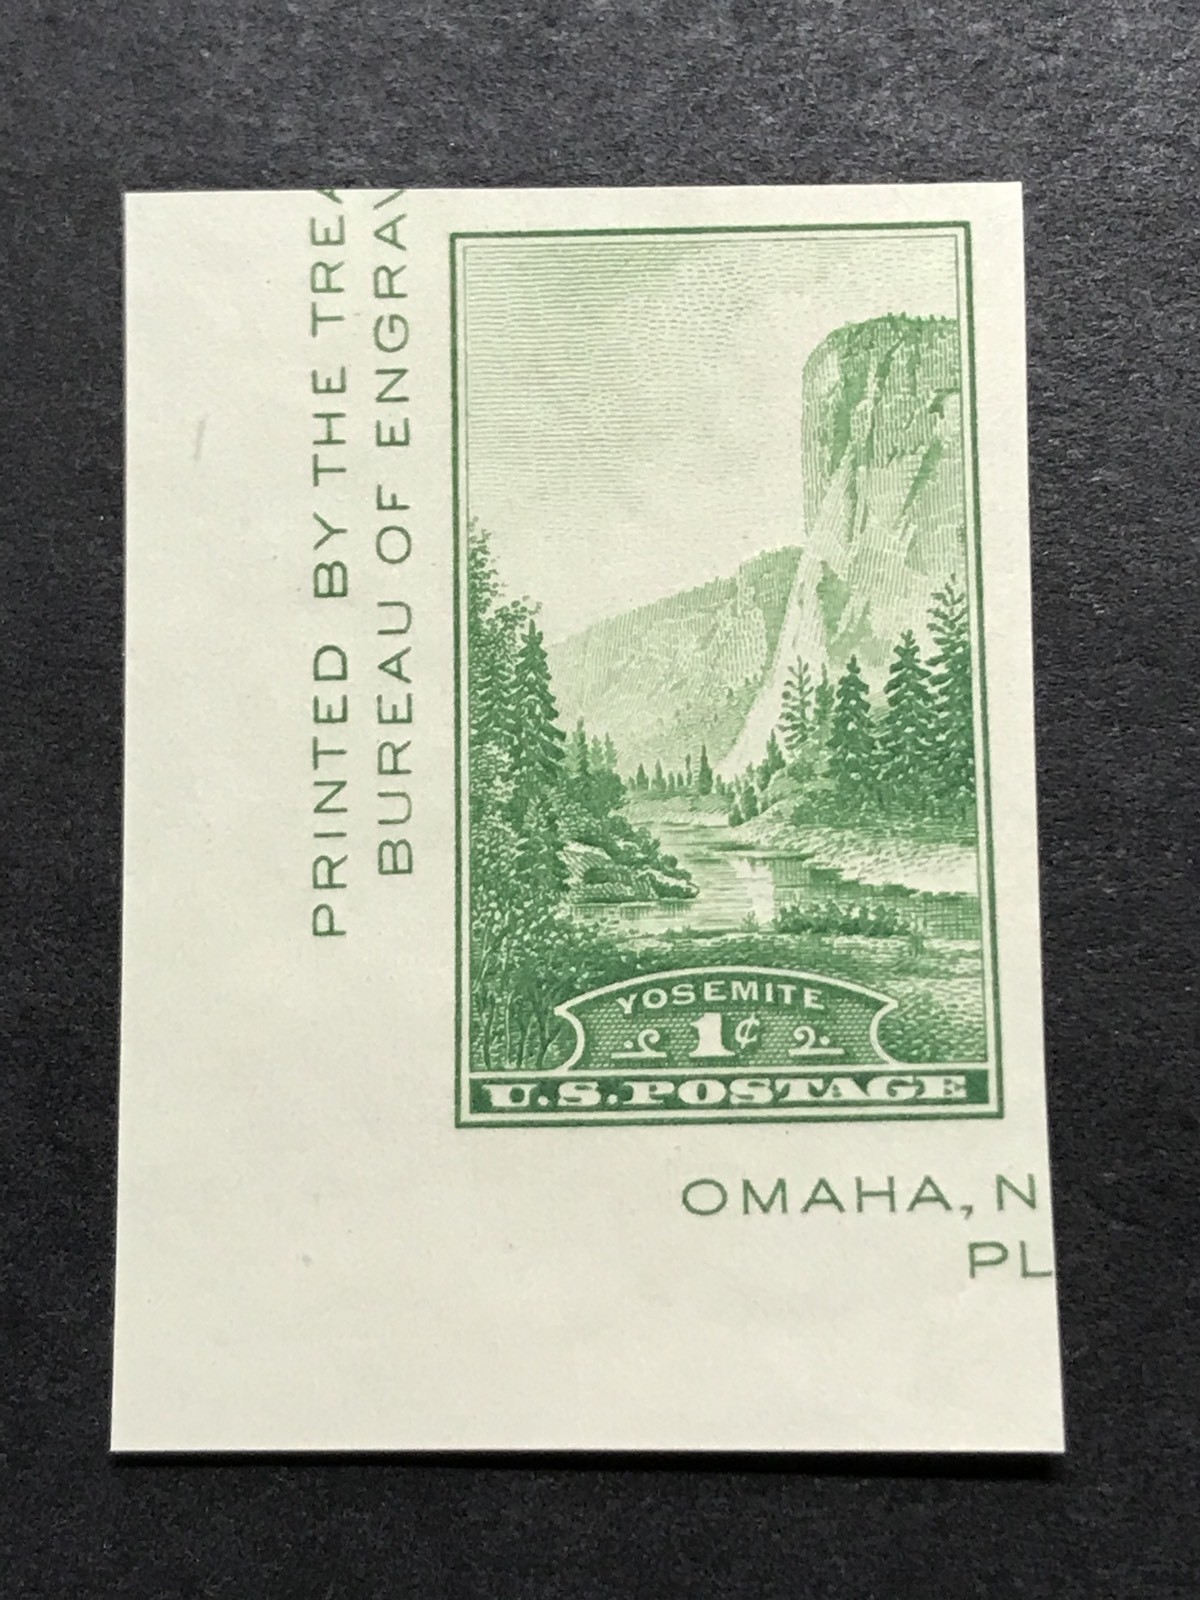 PRINTED BY THE TREA
BUREAU OF ENGRAV
YOSEMITE
1¢
U.S.POSTAGE
OMAHA, N
PL